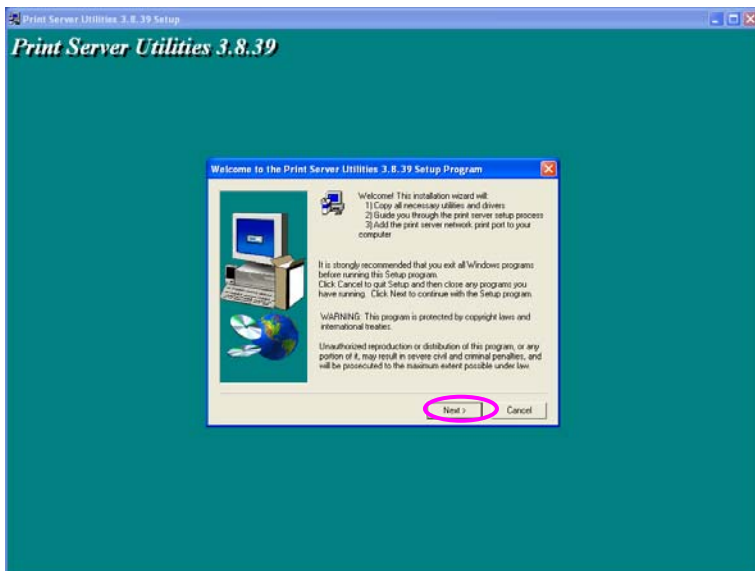 Print Server Utilities 3.8.39 Setup
Print Server Utilities 3.8.39
Welcome to the Print Server Utilities 3.8.39 Setup Program
Welcome! This installation wizard will:
1)Copy all necessary utilities and drivers
2)Guide you through the print server setup process
3)Add the print server network print port to your
computer
It is strongly recommended that you exit all Windows programs
before running this Setup program.
Click Cancel to quit Setup and then close any programs you
have running. Click Next to continue with the Setup program.
WARNING: This program is protected by copyright laws and
international treaties.
Unauthorized reproduction or distribution of this program, or any
portion of it, may result in severe civil and criminal penalties, and
will be prosecuted to the maximum extent possible under law.
Next >
Cancel